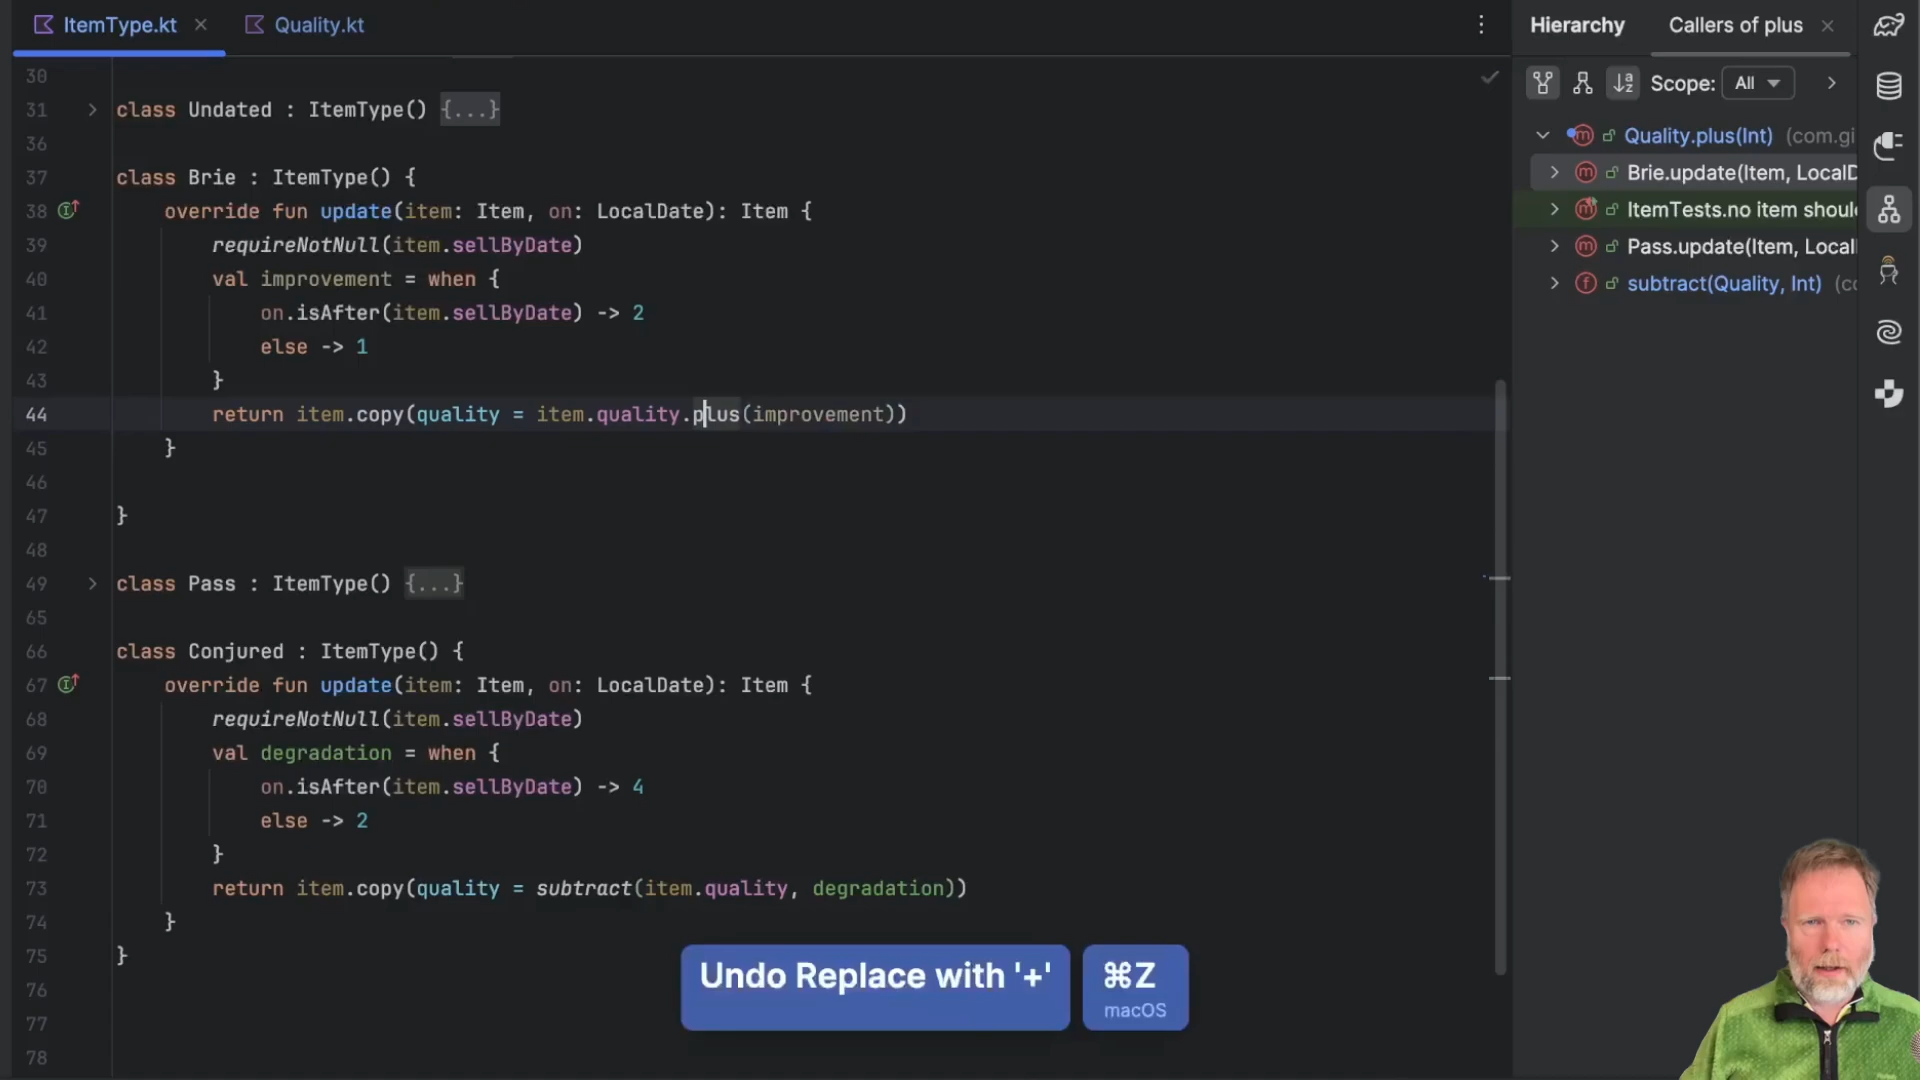 ItemType.kt
Quality.kt
30
31 class Undated : ItemType() {...}
36
37 class Brie : ItemType() {
38 override fun update(item: Item, on: LocalDate): Item {
39 requireNotNull(item.sellByDate)
40 val improvement = when {
41 on.isAfter(item.sellByDate) -> 2
42 else -> 1
43 }
44 return item.copy(quality = item.quality.plus(improvement))
45 }
46
47 }
48
49 class Pass : ItemType() {...}
65
66 class Conjured : ItemType() {
67 override fun update(item: Item, on: LocalDate): Item {
68 requireNotNull(item.sellByDate)
69 val degradation = when {
70 on.isAfter(item.sellByDate) -> 4
71 else -> 2
72 }
73 return item.copy(quality = subtract(item.quality, degradation))
74 }
75 }
76
77
78
Hierarchy Callers of plus
Scope: All
Quality.plus(Int) (com.gi
Brie.update(Item, LocalD
ItemTests.no item shoul
Pass.update(Item, Local
subtract(Quality, Int) (co
Undo Replace with '+'
⌘Z
macOS